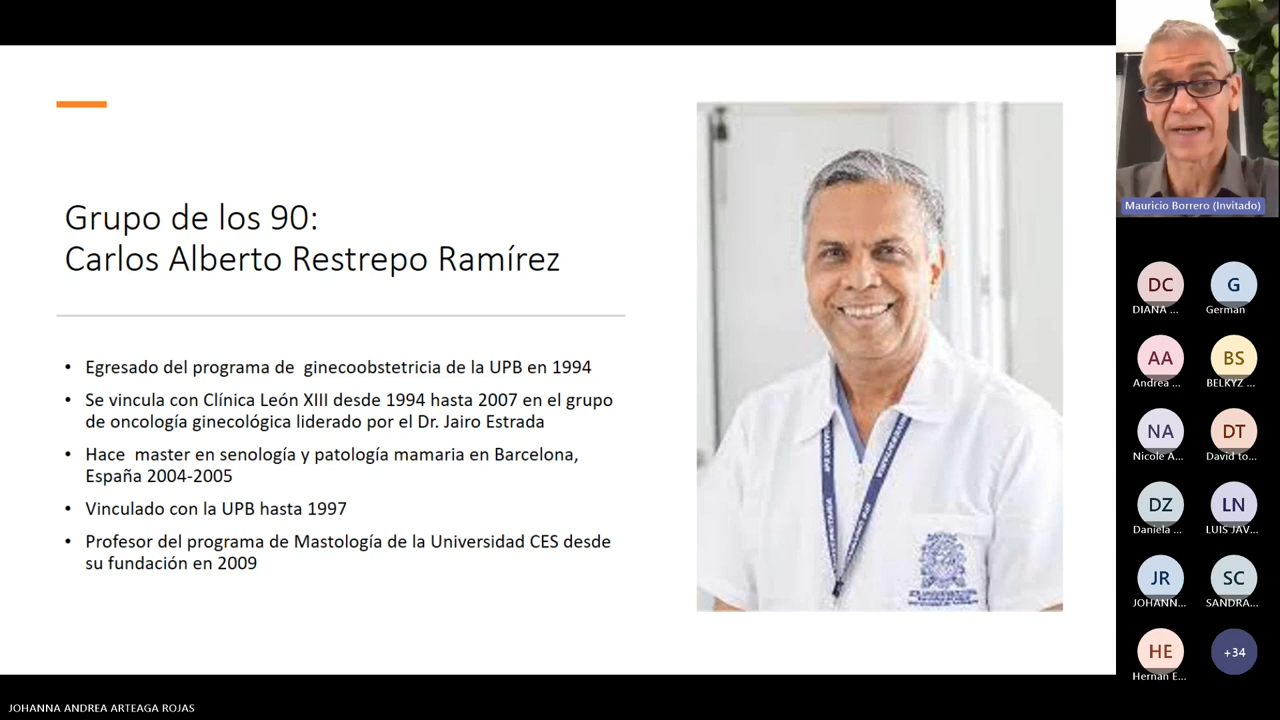 Grupo de los 90:
Carlos Alberto Restrepo Ramírez
• Egresado del programa de ginecoobstetricia de la UPB en 1994
• Se vincula con Clínica León XIII desde 1994 hasta 2007 en el grupo
de oncología ginecológica liderado por el Dr. Jairo Estrada
• Hace master en senología y patología mamaria en Barcelona,
España 2004-2005
• Vinculado con la UPB hasta 1997
• Profesor del programa de Mastología de la Universidad CES desde
su fundación en 2009
Mauricio Borrero (Invitado)
DC
DIANA ...
G
German
AA
Andrea ...
BS
BELKYZ ...
NA
Nicole A...
DT
David to...
DZ
Daniela ...
LN
LUIS JAV...
JR
JOHANN...
SC
SANDRA...
HE
Hernan E...
+34
JOHANNA ANDREA ARTEAGA ROJAS